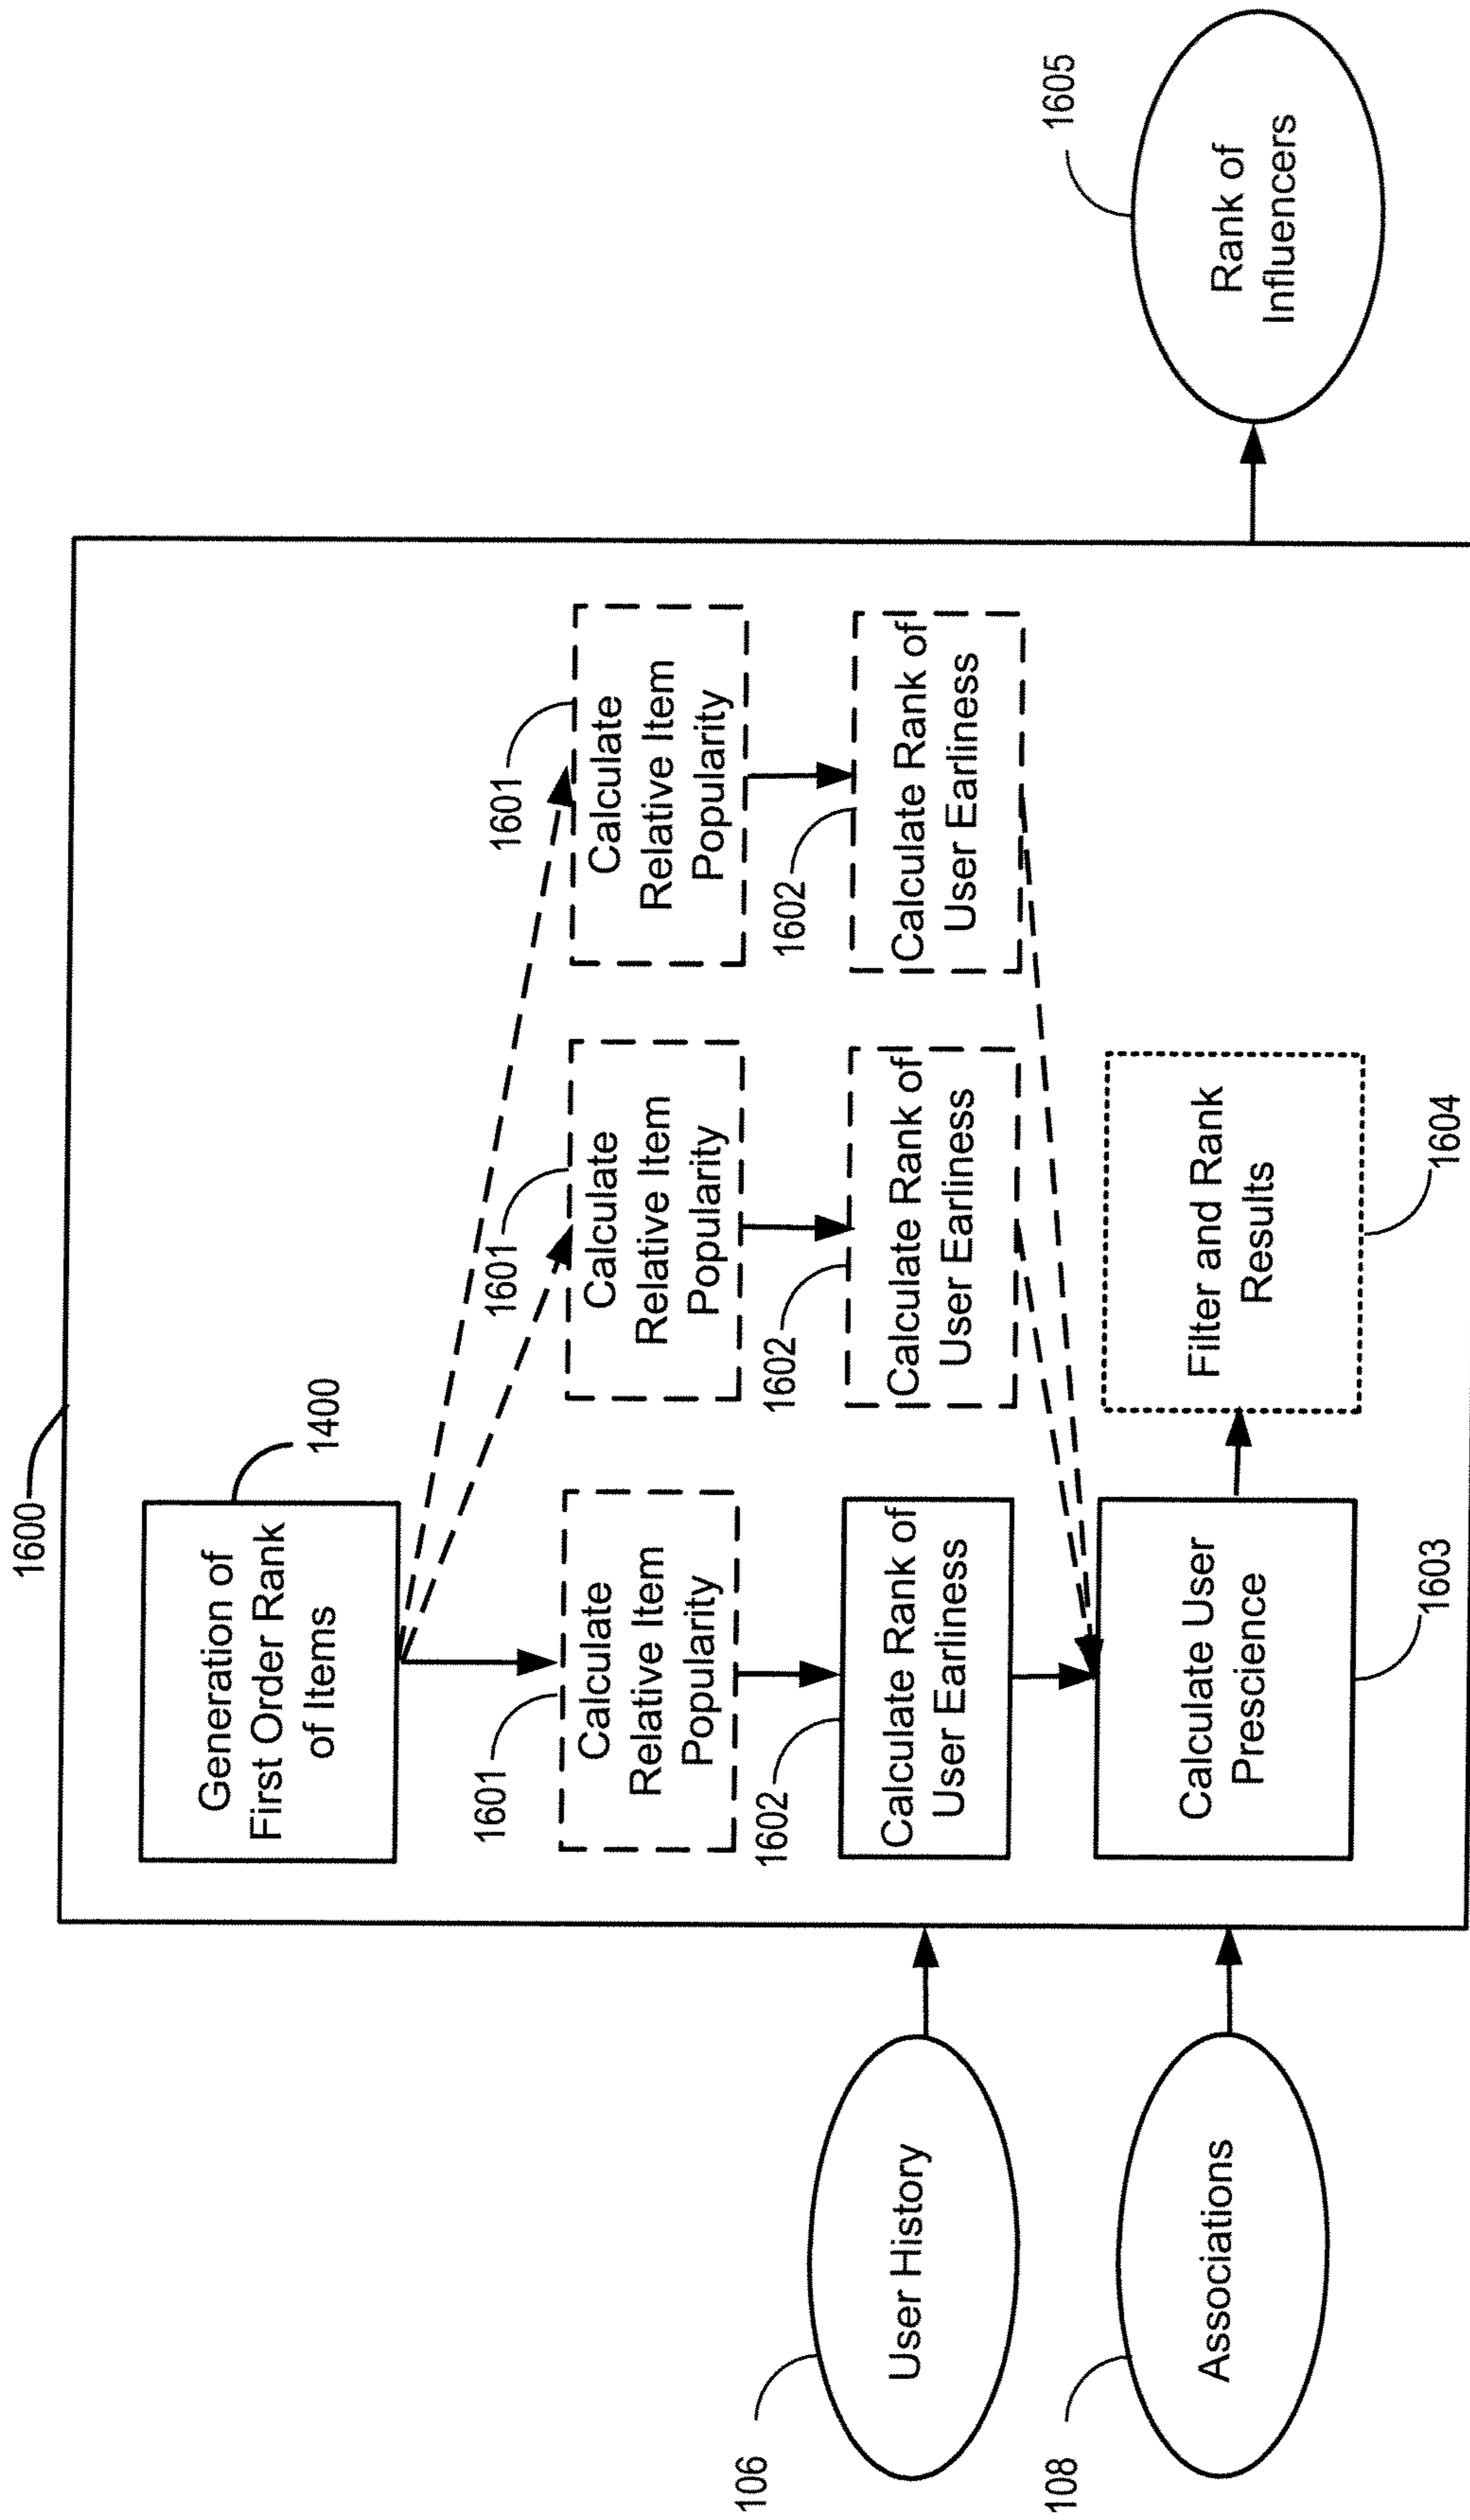 1600
1400
Generation of
First Order Rank
of Items
1601
Calculate
Relative Item
Popularity
1601
Calculate
Relative Item
Popularity
1601
Calculate
Relative Item
Popularity
1602
Calculate Rank of
User Earliness
1602
Calculate Rank of
User Earliness
1602
Calculate Rank of
User Earliness
Calculate User
Prescience
1603
Filter and Rank
Results
1604
106
User History
108
Associations
1605
Rank of
Influencers